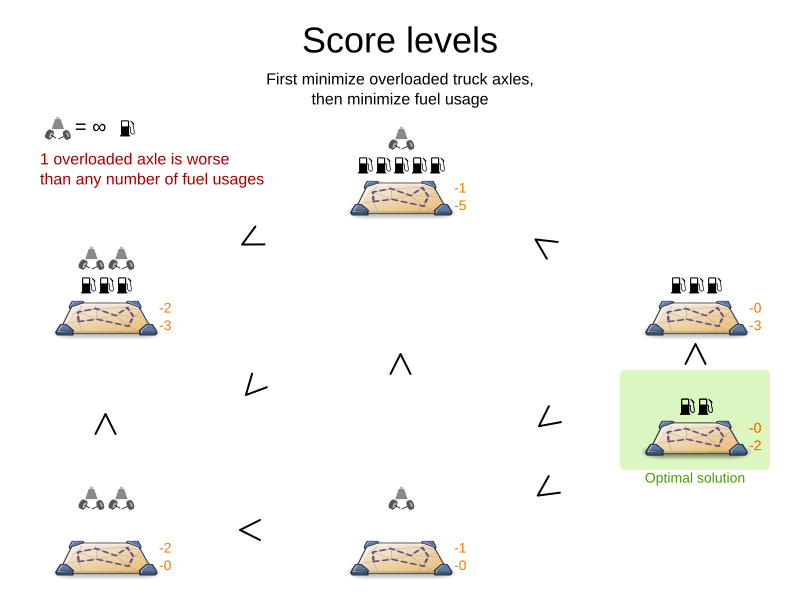 Score levels
First minimize overloaded truck axles,
then minimize fuel usage
= ∞
1 overloaded axle is worse
than any number of fuel usages
-1
-5
-2
-3
-0
-3
-0
-2
Optimal solution
-2
-0
-1
-0